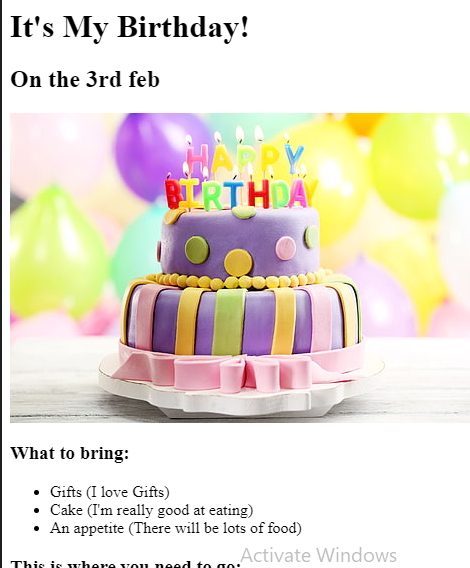 It's My Birthday!
On the 3rd feb
HAPPY
BIRTHDAY
What to bring:
Gifts (I love Gifts)
Cake (I'm really good at eating)
An appetite (There will be lots of food)
This is where you need to go:
Activate Windows